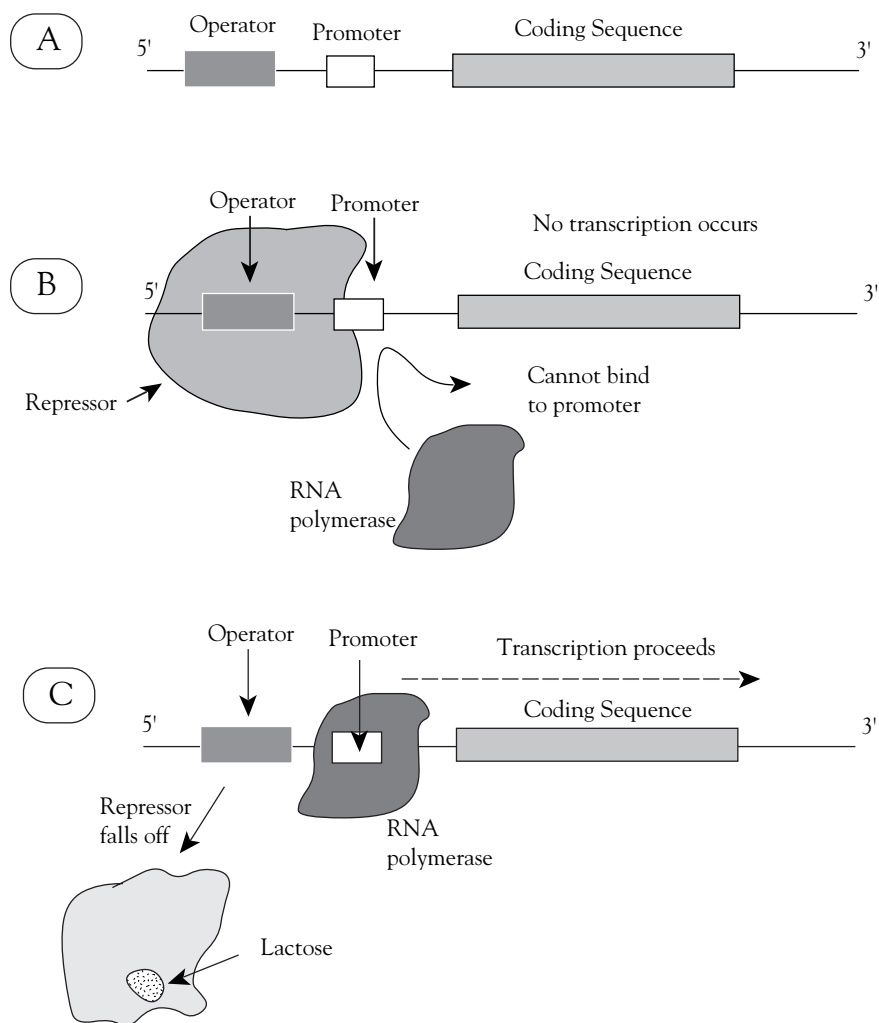 A
Operator
Promoter
Coding Sequence
5'
3'
Operator
Promoter
No transcription occurs
B
Coding Sequence
5'
3'
Repressor
Cannot bind
to promoter
RNA
polymerase
Operator
Promoter
Transcription proceeds
C
Coding Sequence
5'
3'
Repressor
falls off
RNA
polymerase
Lactose